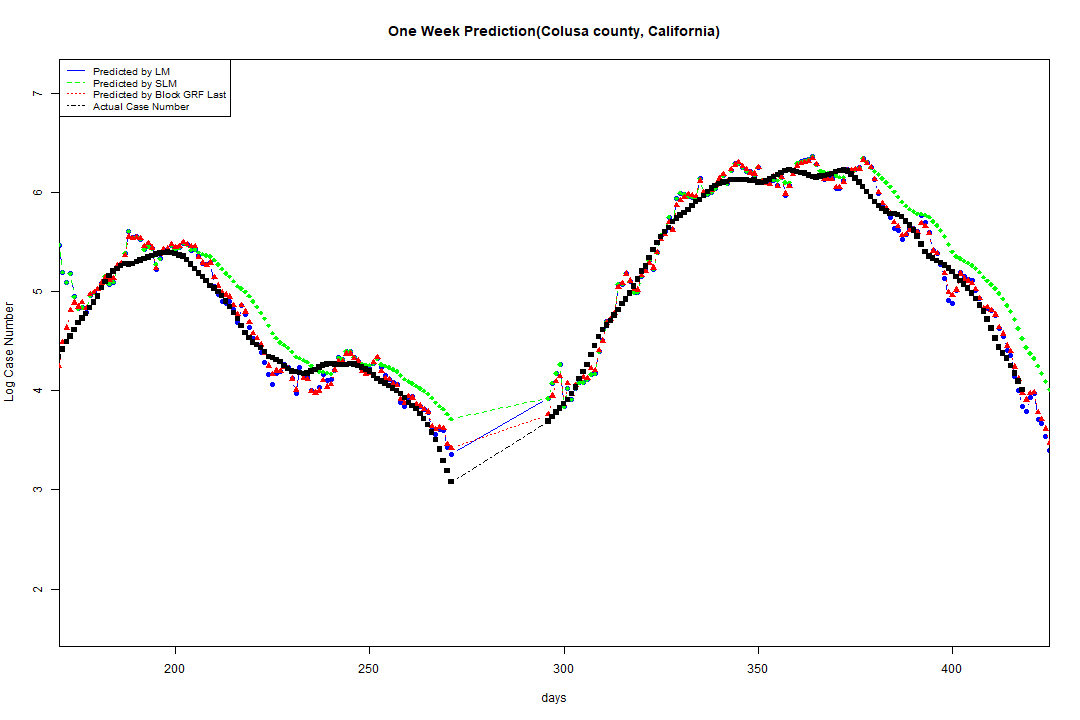 One Week Prediction(Colusa county, California)
Predicted by LM
Predicted by SLM
Predicted by Block GRF Last
Actual Case Number
7
6
5
4
3
2
Log Case Number
200 250 300 350 400
days